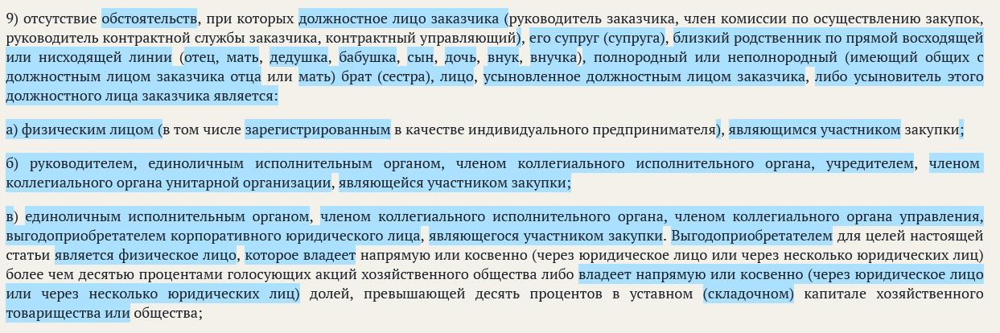 9) отсутствие обстоятельств, при которых должностное лицо заказчика (руководитель заказчика, член комиссии по осуществлению закупок,
руководитель контрактной службы заказчика, контрактный управляющий), его супруг (супруга), близкий родственник по прямой восходящей
или нисходящей линии (отец, мать, дедушка, бабушка, сын, дочь, внук, внучка), полнородный или неполнородный (имеющий общих с
должностным лицом заказчика отца или мать) брат (сестра), лицо, усыновленное должностным лицом заказчика, либо усыновитель этого
должностного лица заказчика является:
а) физическим лицом (в том числе зарегистрированным в качестве индивидуального предпринимателя), являющимся участником закупки;
б) руководителем, единоличным исполнительным органом, членом коллегиального исполнительного органа, учредителем, членом
коллегиального органа унитарной организации, являющейся участником закупки;
в) единоличным исполнительным органом, членом коллегиального исполнительного органа, членом коллегиального органа управления,
выгодоприобретателем корпоративного юридического лица, являющегося участником закупки. Выгодоприобретателем для целей настоящей
статьи является физическое лицо, которое владеет напрямую или косвенно (через юридическое лицо или через несколько юридических лиц)
более чем десятью процентами голосующих акций хозяйственного общества либо владеет напрямую или косвенно (через юридическое лицо
или через несколько юридических лиц) долей, превышающей десять процентов в уставном (складочном) капитале хозяйственного
товарищества или общества;